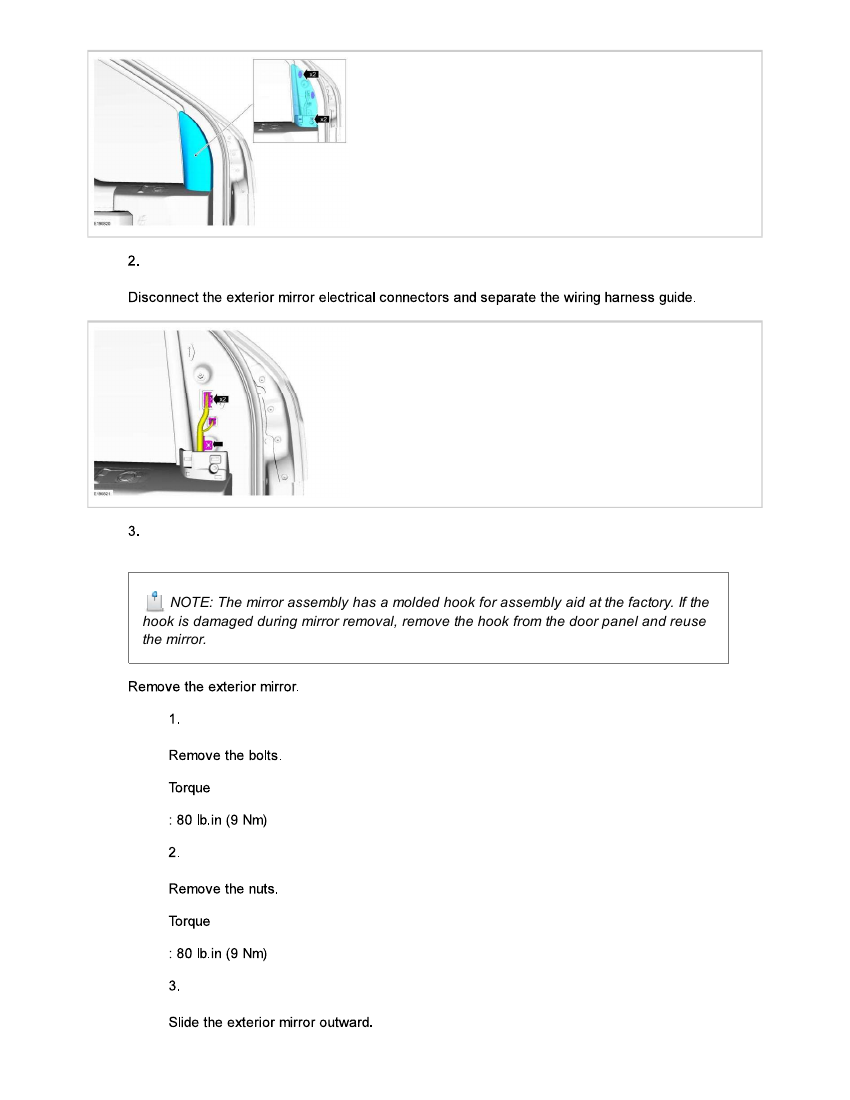 x2
x2
E190820
2.
Disconnect the exterior mirror electrical connectors and separate the wiring harness guide.
x2
E190821
3.
NOTE: The mirror assembly has a molded hook for assembly aid at the factory. If the
hook is damaged during mirror removal, remove the hook from the door panel and reuse
the mirror.
Remove the exterior mirror.
1.
Remove the bolts.
Torque
: 80 lb.in (9 Nm)
2.
Remove the nuts.
Torque
: 80 lb.in (9 Nm)
3.
Slide the exterior mirror outward.